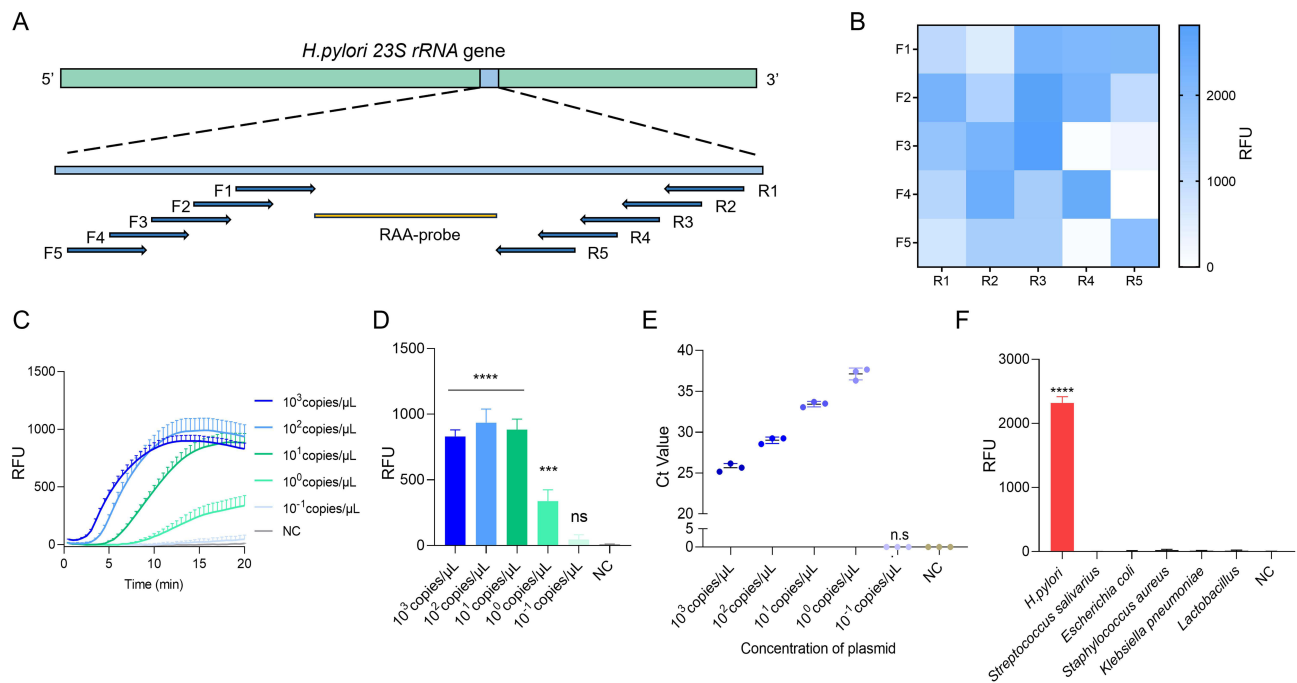 A
H.pylori 23S rRNA gene
5’
3’
F1
F2
F3
F4
F5
RAA-probe
R1
R2
R3
R4
R5
B
F1
F2
F3
F4
F5
R1
R2
R3
R4
R5
2000
1000
0
RFU
C
1500
1000
500
0
RFU
0
5
10
15
20
Time (min)
10³copies/μL
10²copies/μL
10¹copies/μL
10⁰copies/μL
10⁻¹copies/μL
NC
D
1500
1000
500
0
RFU
****
***
ns
10³copies/μL
10²copies/μL
10¹copies/μL
10⁰copies/μL
10⁻¹copies/μL
NC
E
40
35
30
25
20
5
0
Ct Value
n.s
10³copies/μL
10²copies/μL
10¹copies/μL
10⁰copies/μL
10⁻¹copies/μL
NC
Concentration of plasmid
F
3000
2000
1000
0
RFU
****
H.pylori
Streptococcus salivarius
Escherichia coli
Staphylococcus aureus
Klebsiella pneumoniae
Lactobacillus
NC